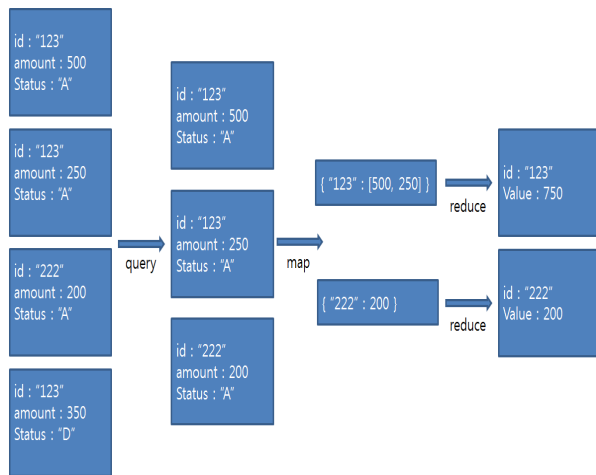 id : “123”
amount : 500
Status : “A”
id : “123”
amount : 250
Status : “A”
id : “222”
amount : 200
Status : “A”
id : “123”
amount : 350
Status : “D”
query
id : “123”
amount : 500
Status : “A”
id : “123”
amount : 250
Status : “A”
id : “222”
amount : 200
Status : “A”
map
{ “123” : [500, 250] }
{ “222” : 200 }
reduce
reduce
id : “123”
Value : 750
id : “222”
Value : 200